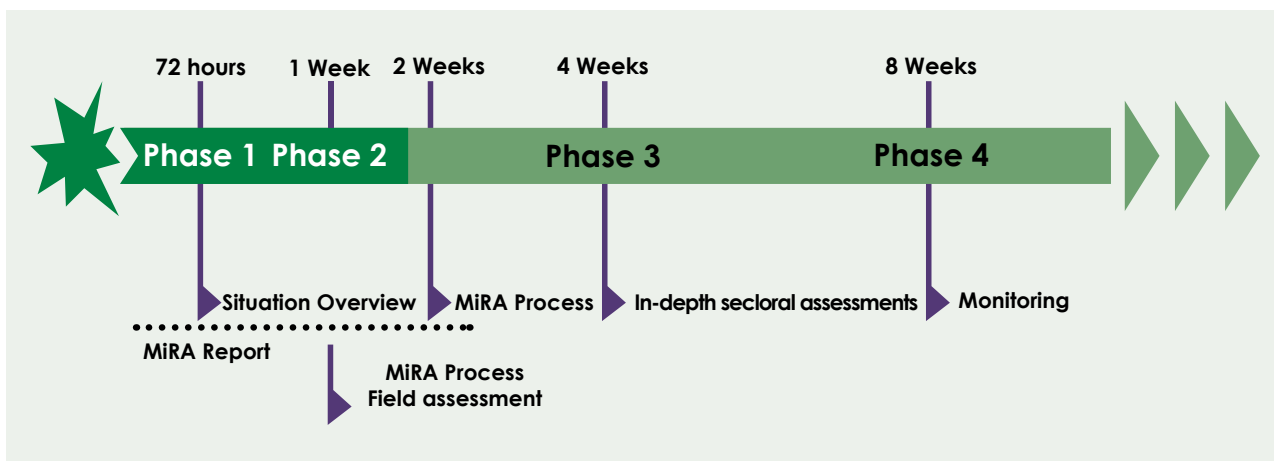 72 hours
1 Week
2 Weeks
4 Weeks
8 Weeks
Phase 1
Phase 2
Phase 3
Phase 4
Situation Overview
MiRA Process
In-depth secloral assessments
Monitoring
MiRA Report
MiRA Process
Field assessment